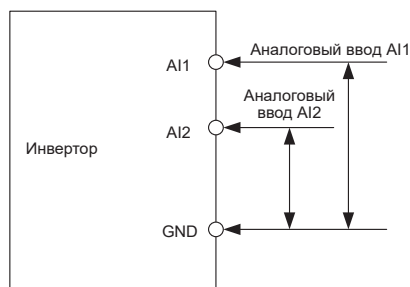 Аналоговый ввод AI1
AI1
Аналоговый
ввод AI2
AI2
Инвертор
GND